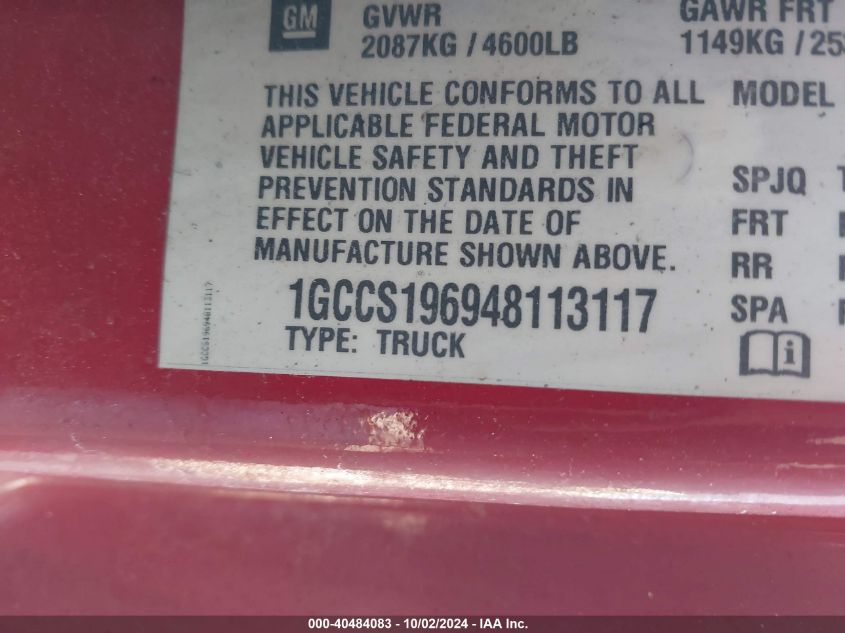 GM
GVWR
GAWR FRT
2087KG / 4600LB
1149KG / 25
THIS VEHICLE CONFORMS TO ALL
APPLICABLE FEDERAL MOTOR
VEHICLE SAFETY AND THEFT
PREVENTION STANDARDS IN
EFFECT ON THE DATE OF
MANUFACTURE SHOWN ABOVE.
1GCCS196948113117
TYPE: TRUCK
MODEL
SPJQ
FRT
RR
SPA
i
1GCCS196948113117
000-40484083 - 10/02/2024 - IAA Inc.